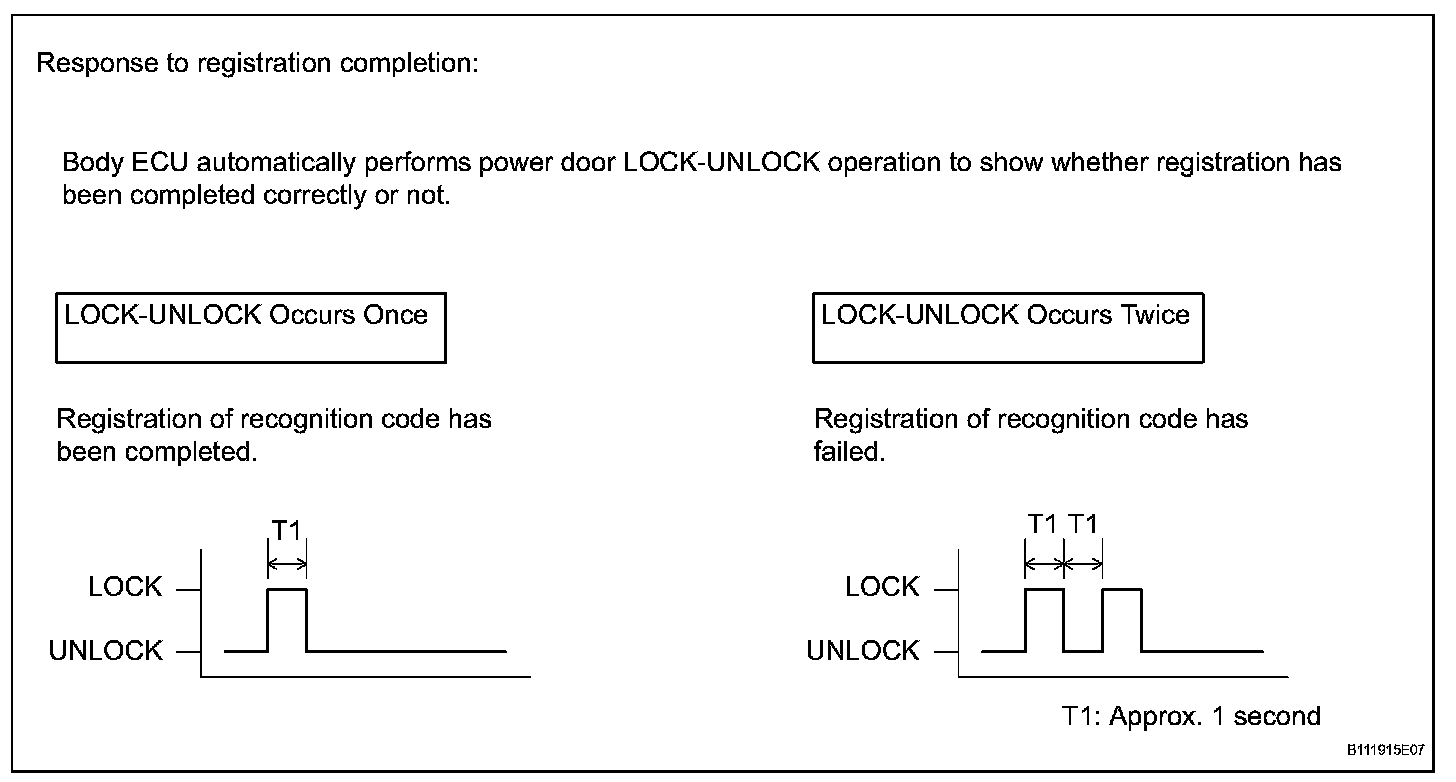 Response to registration completion:
Body ECU automatically performs power door LOCK-UNLOCK operation to show whether registration has
been completed correctly or not.
LOCK-UNLOCK Occurs Once
Registration of recognition code has
been completed.
T1
LOCK
UNLOCK
LOCK-UNLOCK Occurs Twice
Registration of recognition code has
failed.
T1 T1
LOCK
UNLOCK
T1: Approx. 1 second
B111915E07